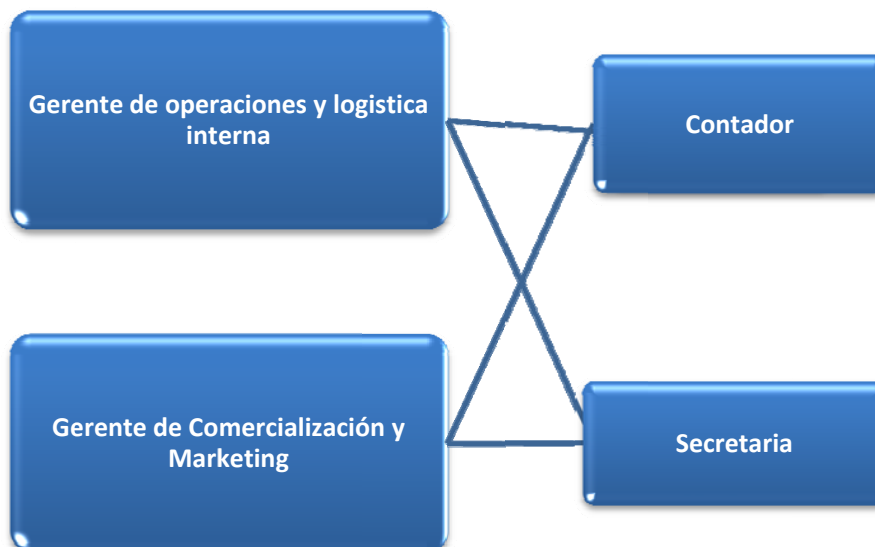 Gerente de operaciones y logistica
interna
Contador
Gerente de Comercialización y
Marketing
Secretaria